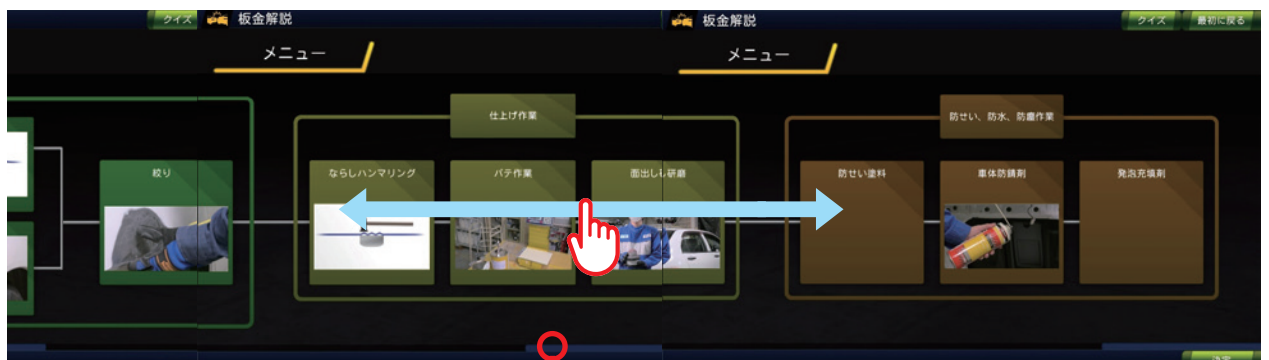 クイズ
板金解説
板金解説
クイズ
最初に戻る
メニュー
メニュー
仕上げ作業
防せい、防水、防塵作業
絞り
ならしハンマリング
パテ作業
面出し研磨
防せい塗料
車体防錆剤
発泡充填剤
決定